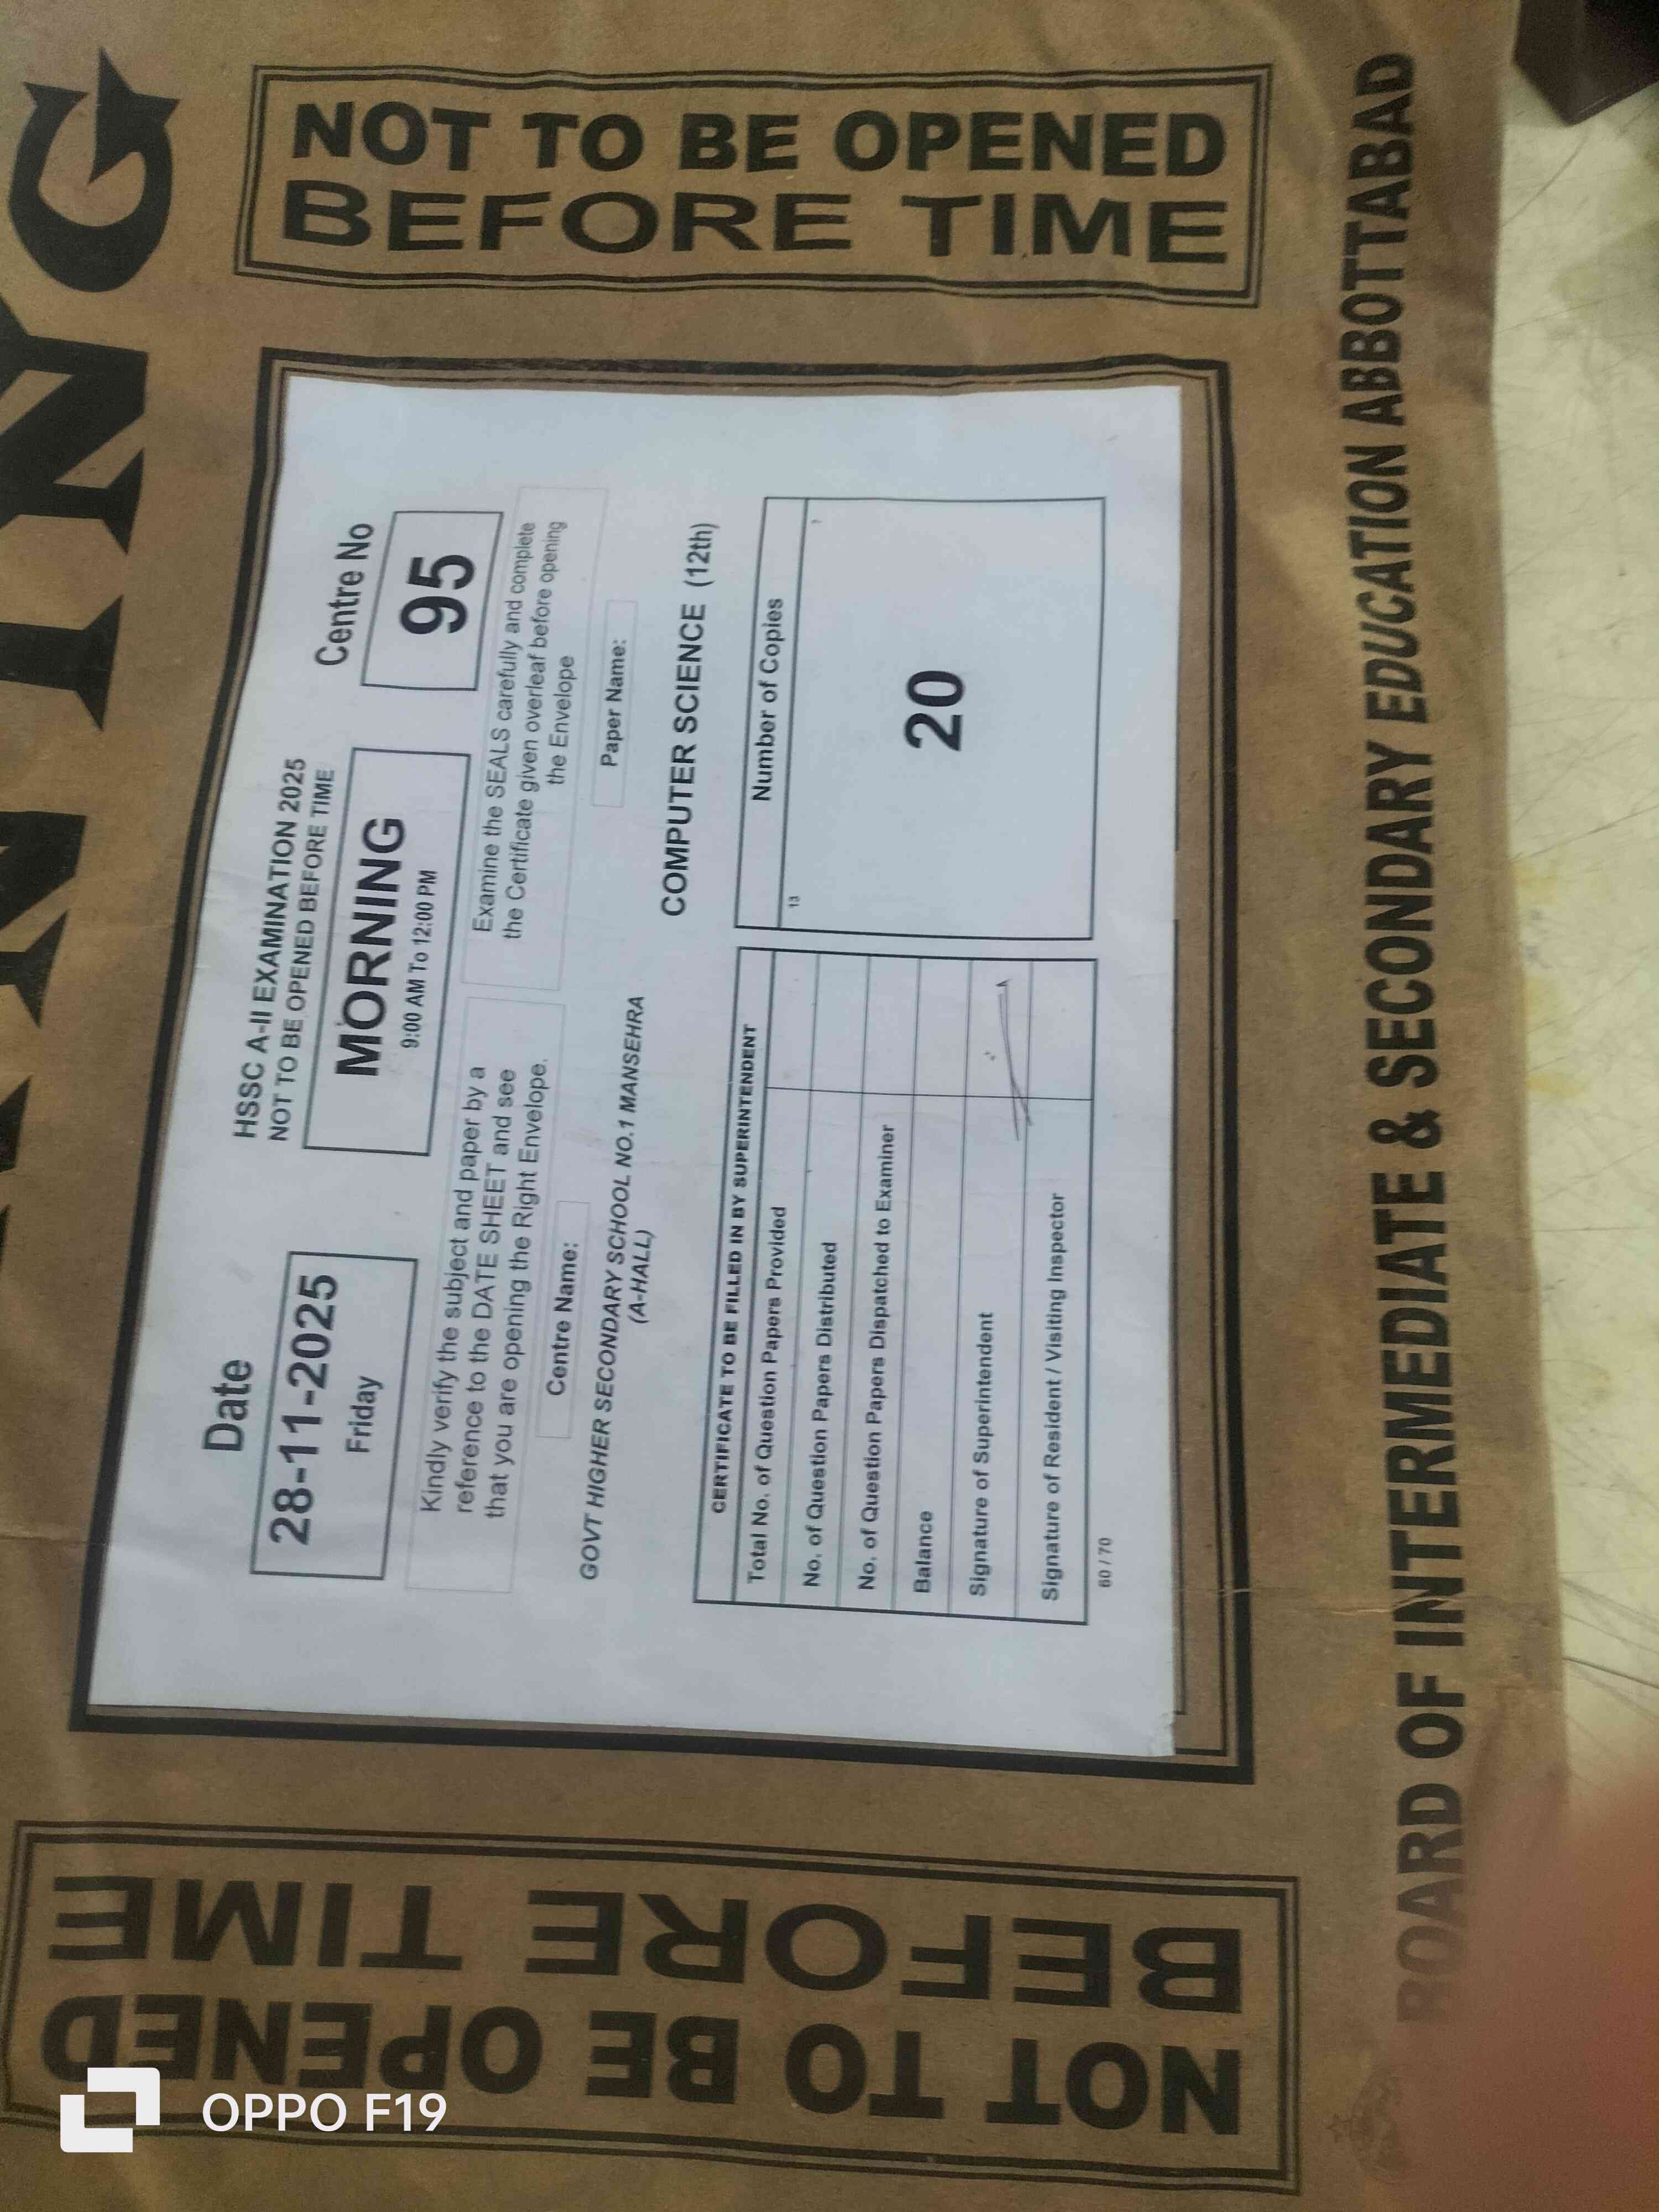 NOT TO BE OPENED
BEFORE TIME
Date
28-11-2025
Friday
HSSC A-II EXAMINATION 2025
NOT TO BE OPENED BEFORE TIME
MORNING
9:00 AM To 12:00 PM
Centre No
95
Kindly verify the subject and paper by a
reference to the DATE SHEET and see
that you are opening the Right Envelope.
Examine the SEALS carefully and complete
the Certificate given overleaf before opening
the Envelope
Centre Name:
GOVT HIGHER SECONDARY SCHOOL NO.1 MANSEHRA
(A-HALL)
Paper Name:
COMPUTER SCIENCE (12th)
CERTIFICATE TO BE FILLED IN BY SUPERINTENDENT
Total No. of Question Papers Provided
No. of Question Papers Distributed
No. of Question Papers Dispatched to Examiner
Balance
Signature of Superintendent
Signature of Resident / Visiting Inspector
60 / 70
Number of Copies
13
20
NOT TO BE OPENED
BEFORE TIME
BOARD OF INTERMEDIATE & SECONDARY EDUCATION ABBOTTABAD
OPPO F19